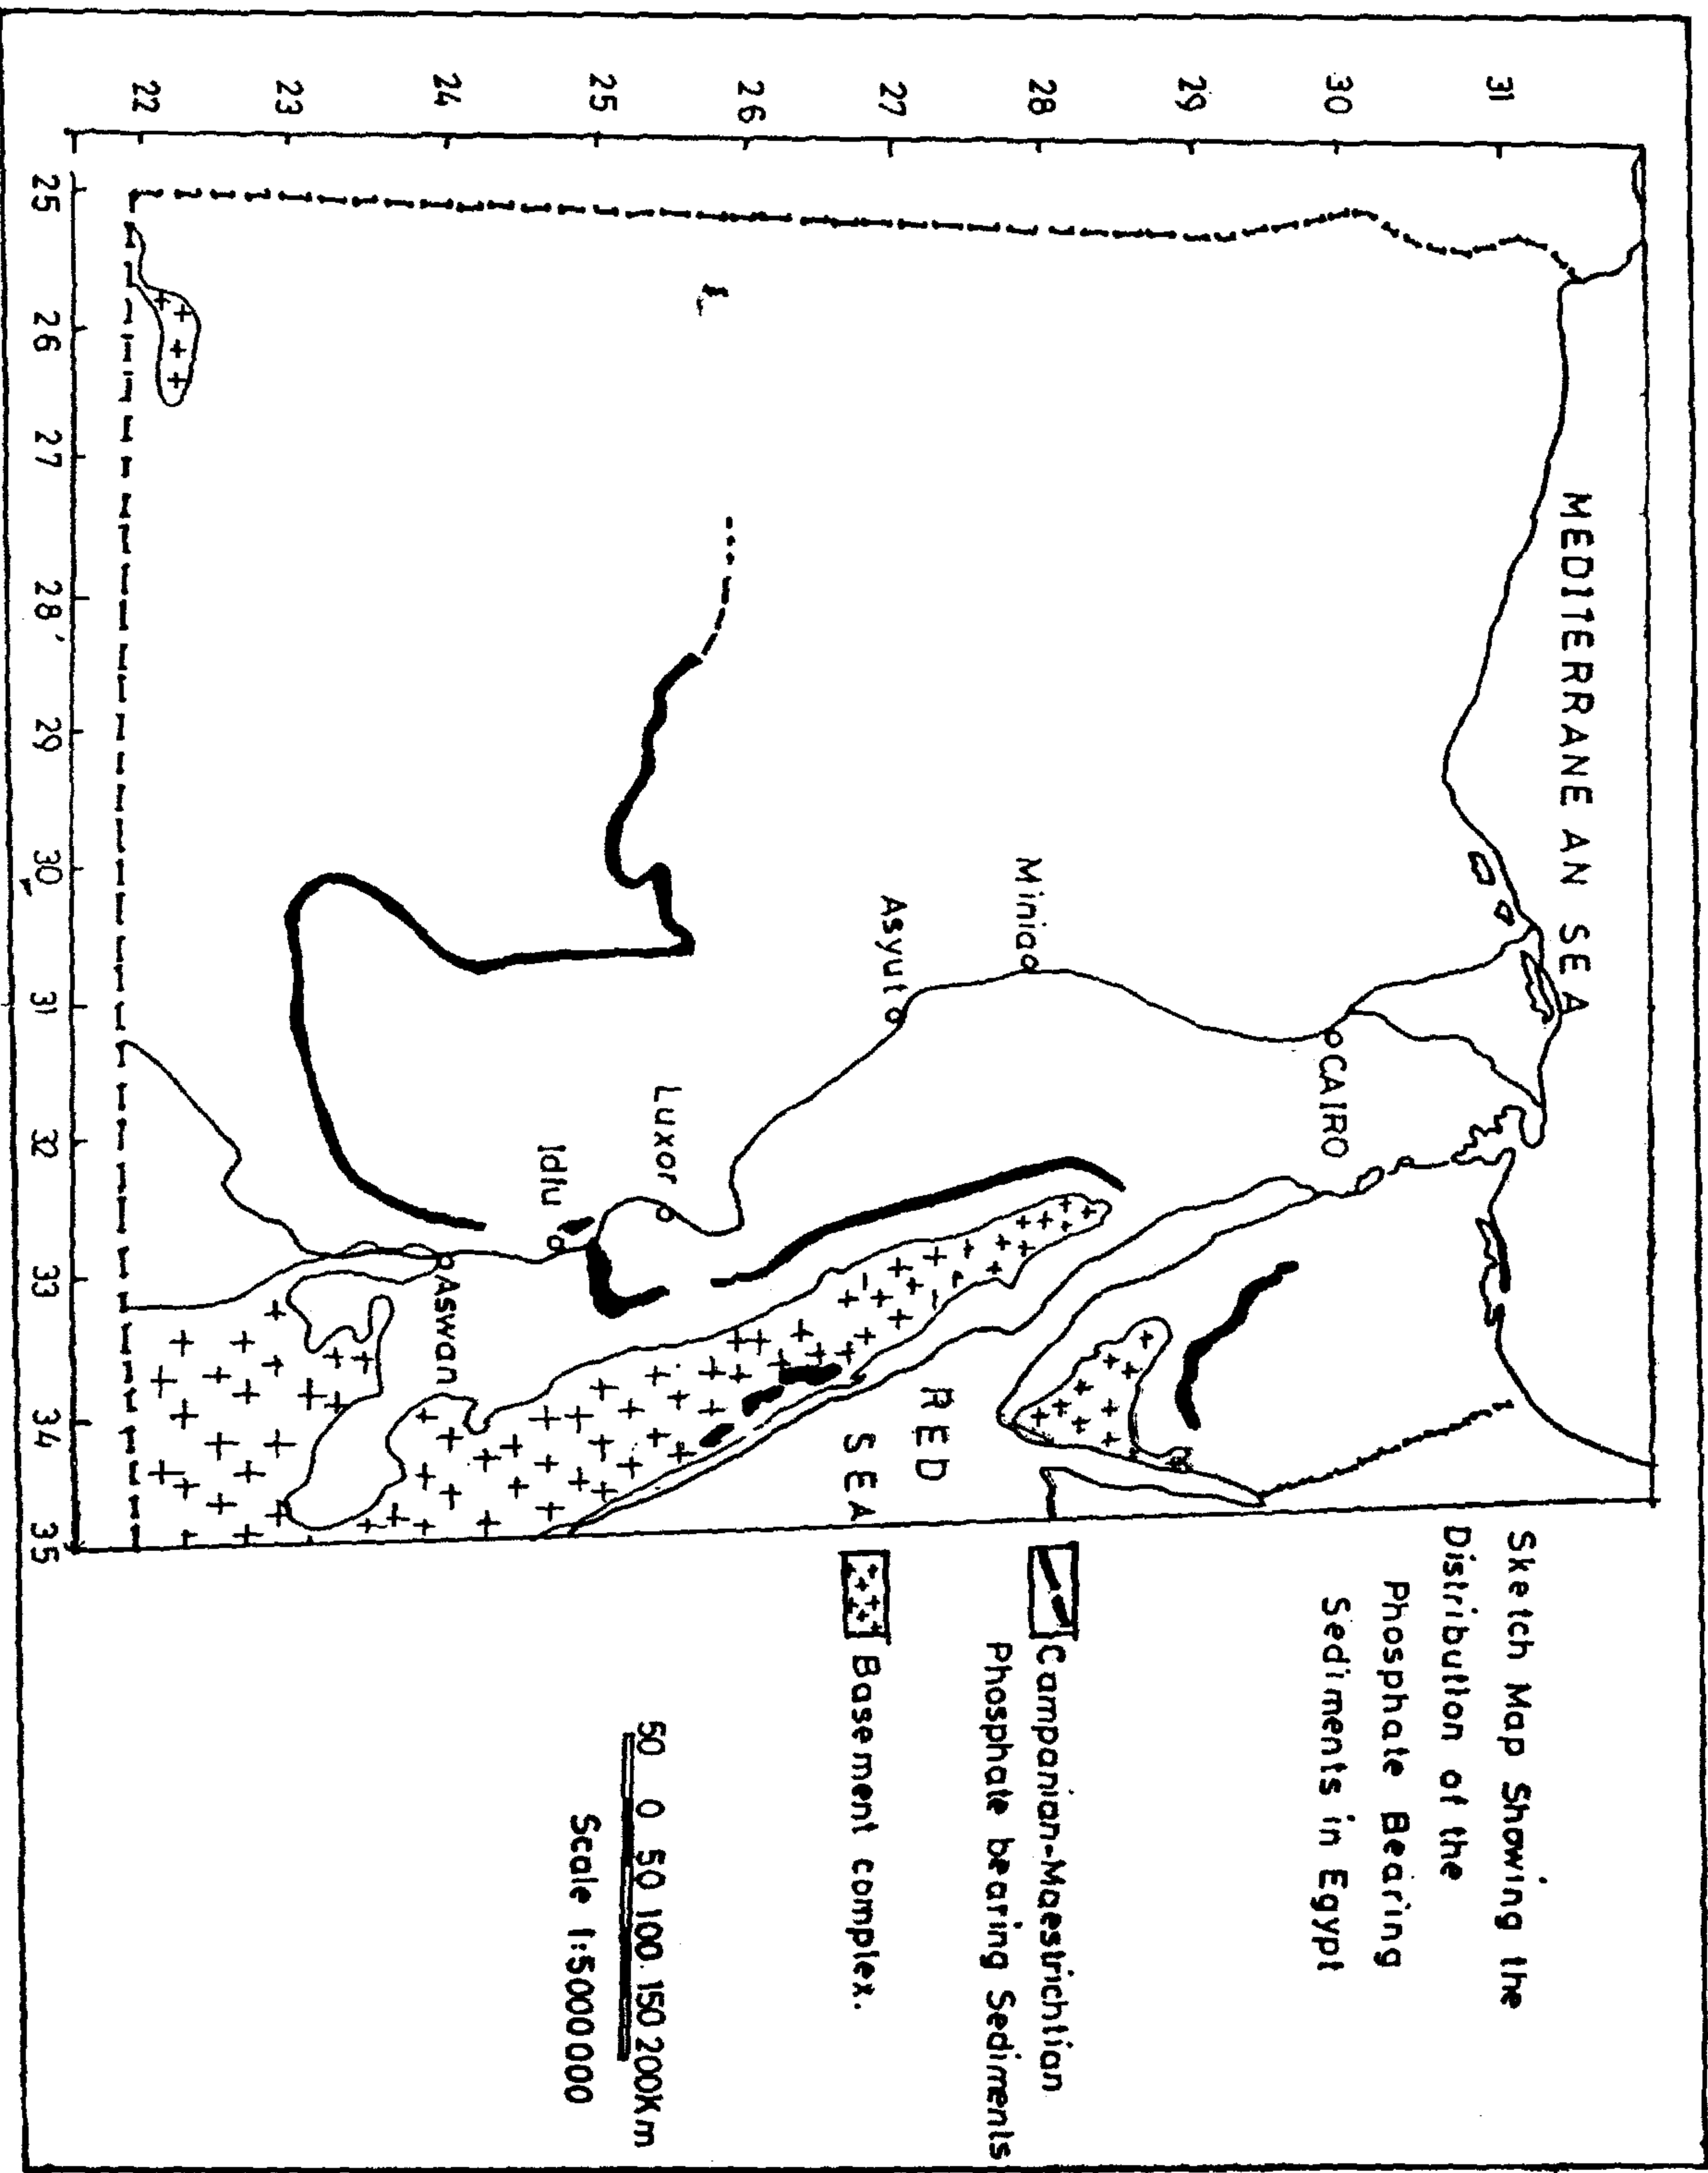 MEDITERRANE AN SEA
CAIRO
Minia
Asyut
Luxor
Idfu
Aswan
RED
SEA
31
30
29
28
27
26
25
24
23
22
25
26
27
28
29
30
31
32
33
34
35
Sketch Map Showing the
Distribution of the
Phosphate Bearing
Sediments in Egypt
Campanian-Maestrichtian
Phosphate bearing Sediments
Basement complex.
50 0 50 100 150 200Km
Scale 1:5000000